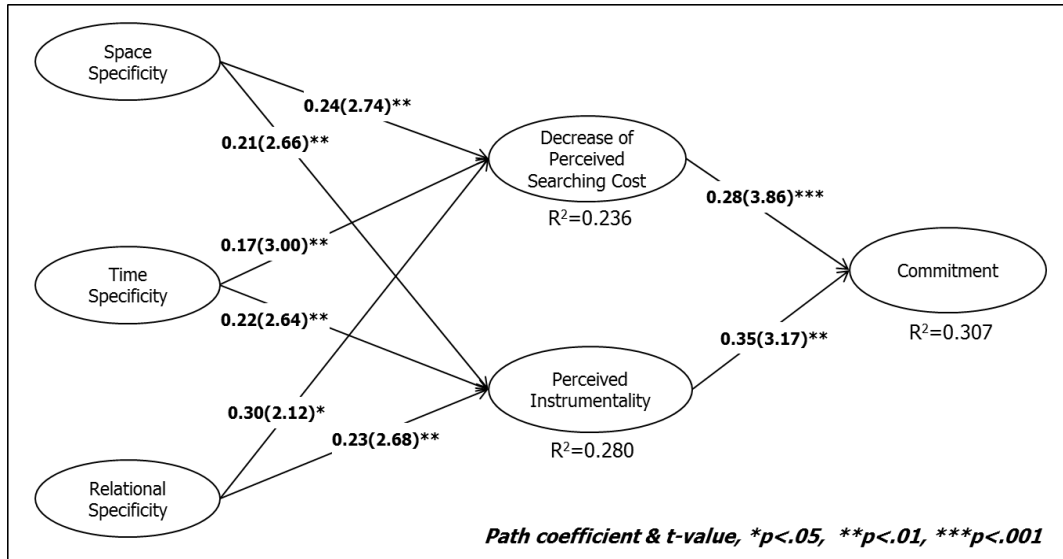 Space
Specificity
0.24(2.74)**
0.21(2.66)**
Decrease of
Perceived
Searching Cost
R²=0.236
0.28(3.86)***
0.17(3.00)**
Time
Specificity
Commitment
R²=0.307
0.22(2.64)**
0.35(3.17)**
Perceived
Instrumentality
R²=0.280
0.30(2.12)*
0.23(2.68)**
Relational
Specificity
Path coefficient & t-value, *p<.05, **p<.01, ***p<.001